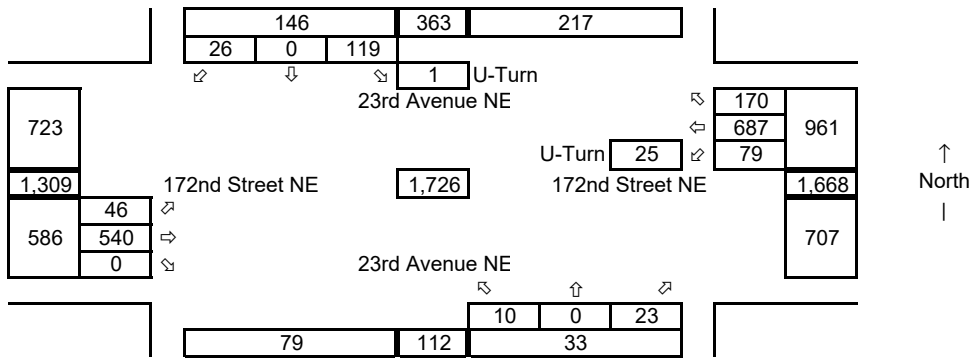 146 363 217
26 0 119
1 U-Turn
23rd Avenue NE
170
723 687 961
U-Turn 25 79
↑
1,309 172nd Street NE 1,726 172nd Street NE 1,668 North
|
46
586 540 707
0 23rd Avenue NE
10 0 23
79 112 33